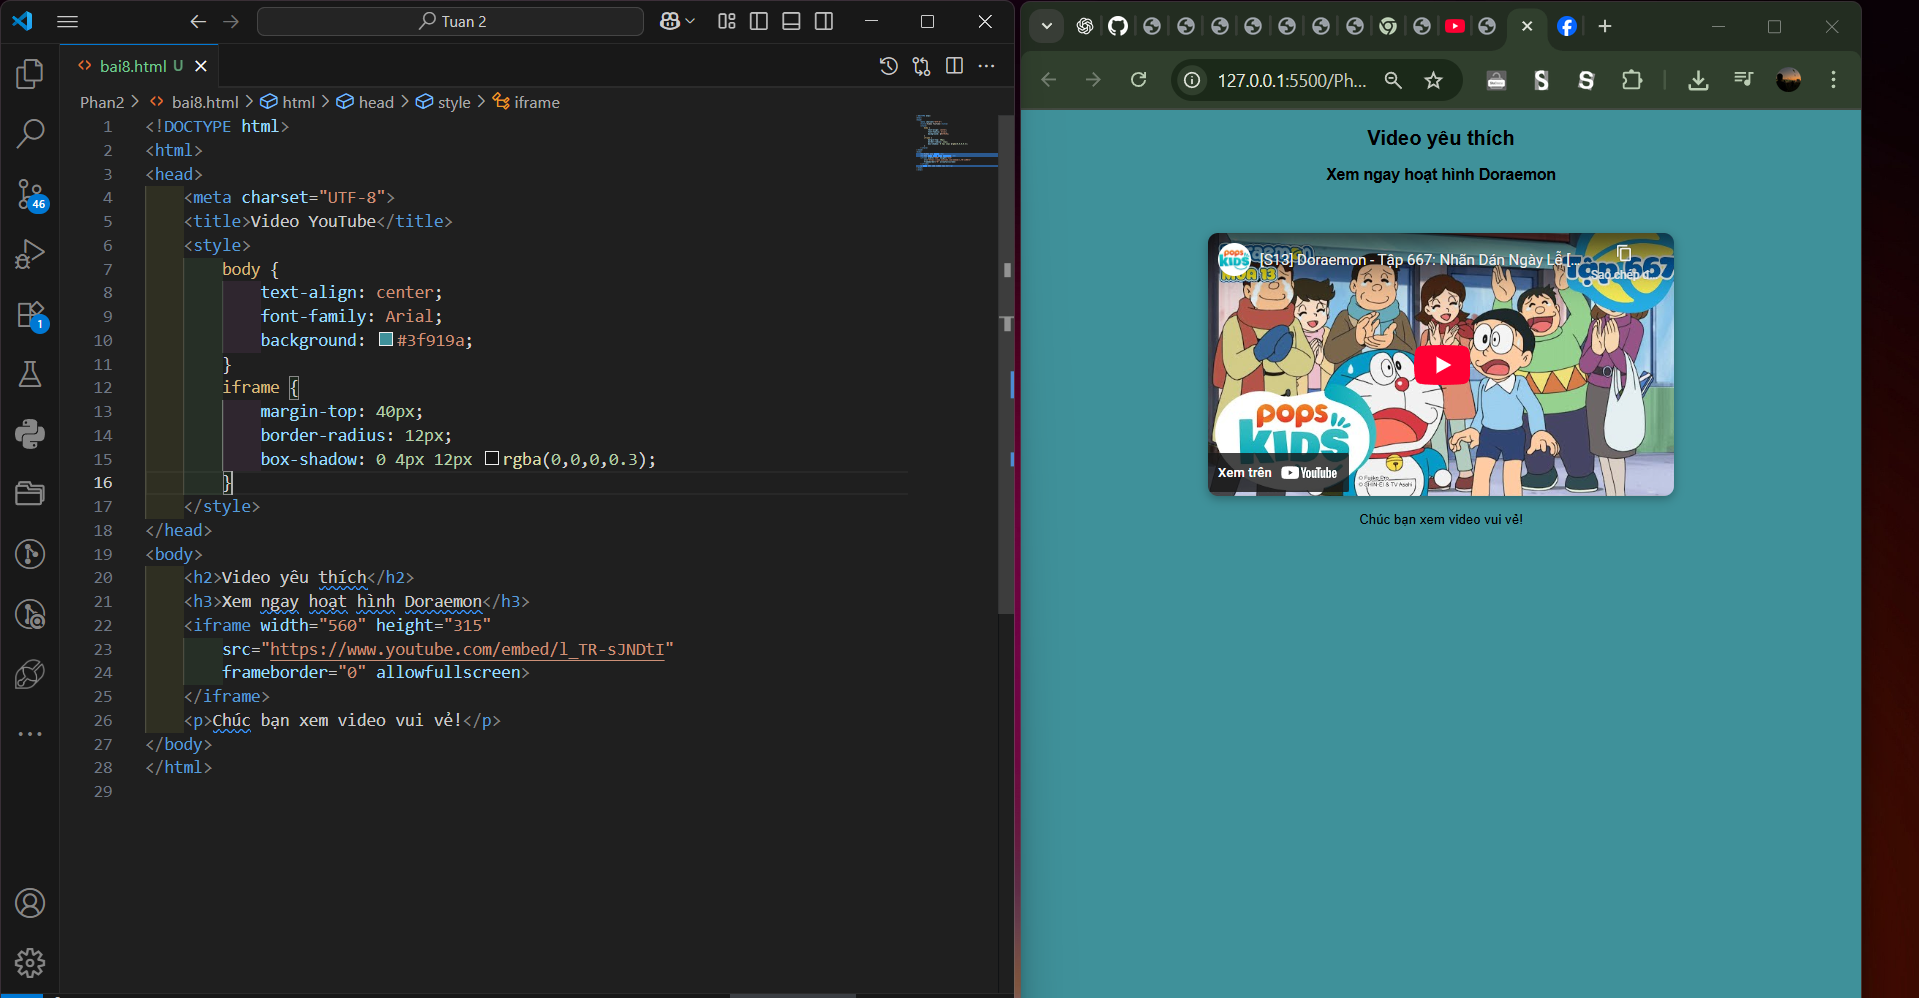 Tuan 2
bai8.html U
Phan2 > bai8.html > html > head > style > iframe
46
1
1 <!DOCTYPE html>
2 <html>
3 <head>
4 <meta charset="UTF-8">
5 <title>Video YouTube</title>
6 <style>
7 body {
8 text-align: center;
9 font-family: Arial;
10 background: #3f919a;
11 }
12 iframe {
13 margin-top: 40px;
14 border-radius: 12px;
15 box-shadow: 0 4px 12px rgba(0,0,0,0.3);
16 }
17 </style>
18 </head>
19 <body>
20 <h2>Video yêu thích</h2>
21 <h3>Xem ngay hoạt hình Doraemon</h3>
22 <iframe width="560" height="315"
23 src="https://www.youtube.com/embed/l_TR-sJNDtI"
24 frameborder="0" allowfullscreen>
25 </iframe>
26 <p>Chúc bạn xem video vui vẻ!</p>
27 </body>
28 </html>
29
127.0.0.1:5500/Ph...
Video yêu thích
Xem ngay hoạt hình Doraemon
POPS KIDS
[S13] Doraemon - Tập 667: Nhãn Dán Ngày Lễ [...
MÙA 13
TẬP 667
pops KIDS
Xem trên YouTube
Chúc bạn xem video vui vẻ!